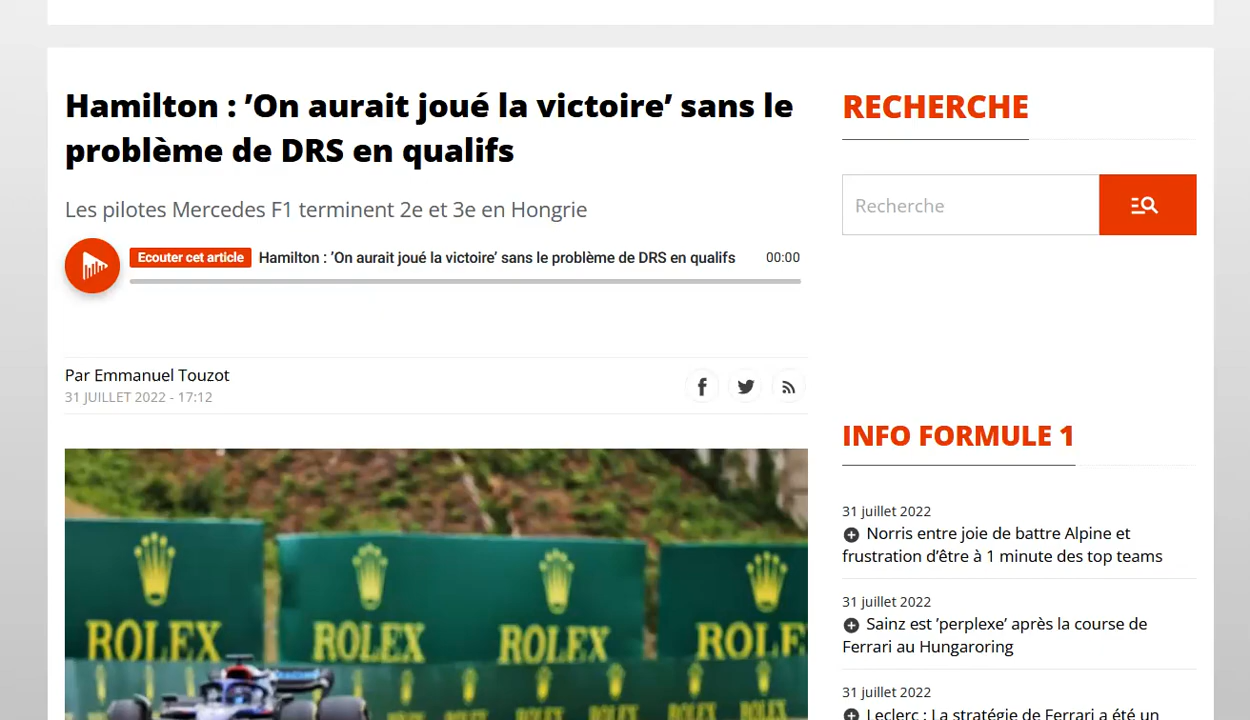 Hamilton : ’On aurait joué la victoire’ sans le
problème de DRS en qualifs
Les pilotes Mercedes F1 terminent 2e et 3e en Hongrie
Ecouter cet article Hamilton : ’On aurait joué la victoire’ sans le problème de DRS en qualifs 00:00
Par Emmanuel Touzot
31 JUILLET 2022 - 17:12
ROLEX ROLEX ROLEX ROLE
RECHERCHE
Recherche
INFO FORMULE 1
31 juillet 2022
Norris entre joie de battre Alpine et
frustration d’être à 1 minute des top teams
31 juillet 2022
Sainz est ’perplexe’ après la course de
Ferrari au Hungaroring
31 juillet 2022
Leclerc : La stratégie de Ferrari a été un